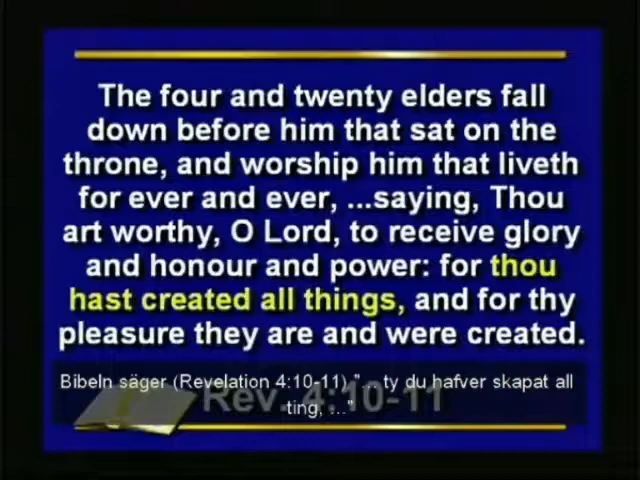 The four and twenty elders fall
down before him that sat on the
throne, and worship him that liveth
for ever and ever, ...saying, Thou
art worthy, O Lord, to receive glory
and honour and power: for thou
hast created all things, and for thy
pleasure they are and were created.
Bibeln säger (Revelation 4:10-11) "... ty du hafver skapat all
Rev. 4:10-11
ting, ..."